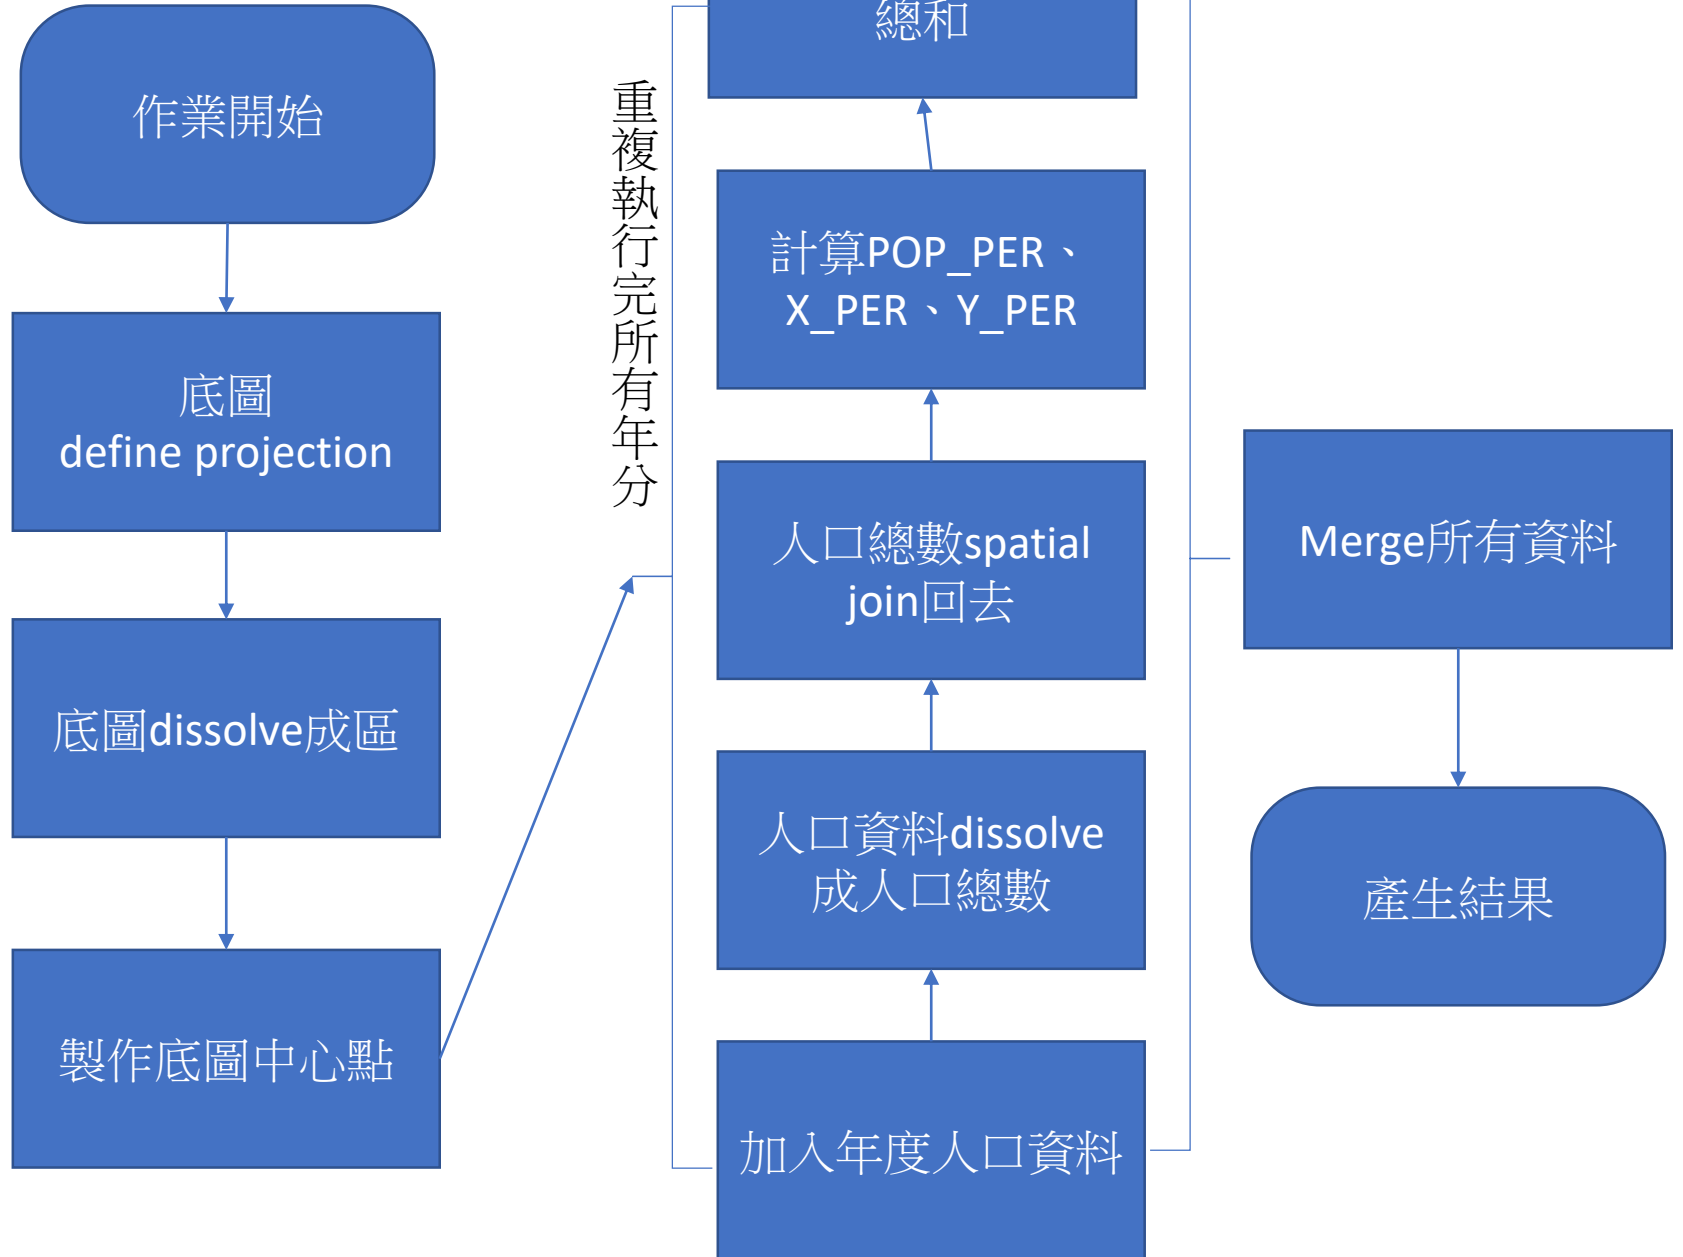 作業開始
底圖
define projection
底圖dissolve成區
製作底圖中心點
重複執行完所有年分
總和
計算POP_PER、
X_PER、Y_PER
人口總數spatial
join回去
人口資料dissolve
成人口總數
加入年度人口資料
Merge所有資料
產生結果